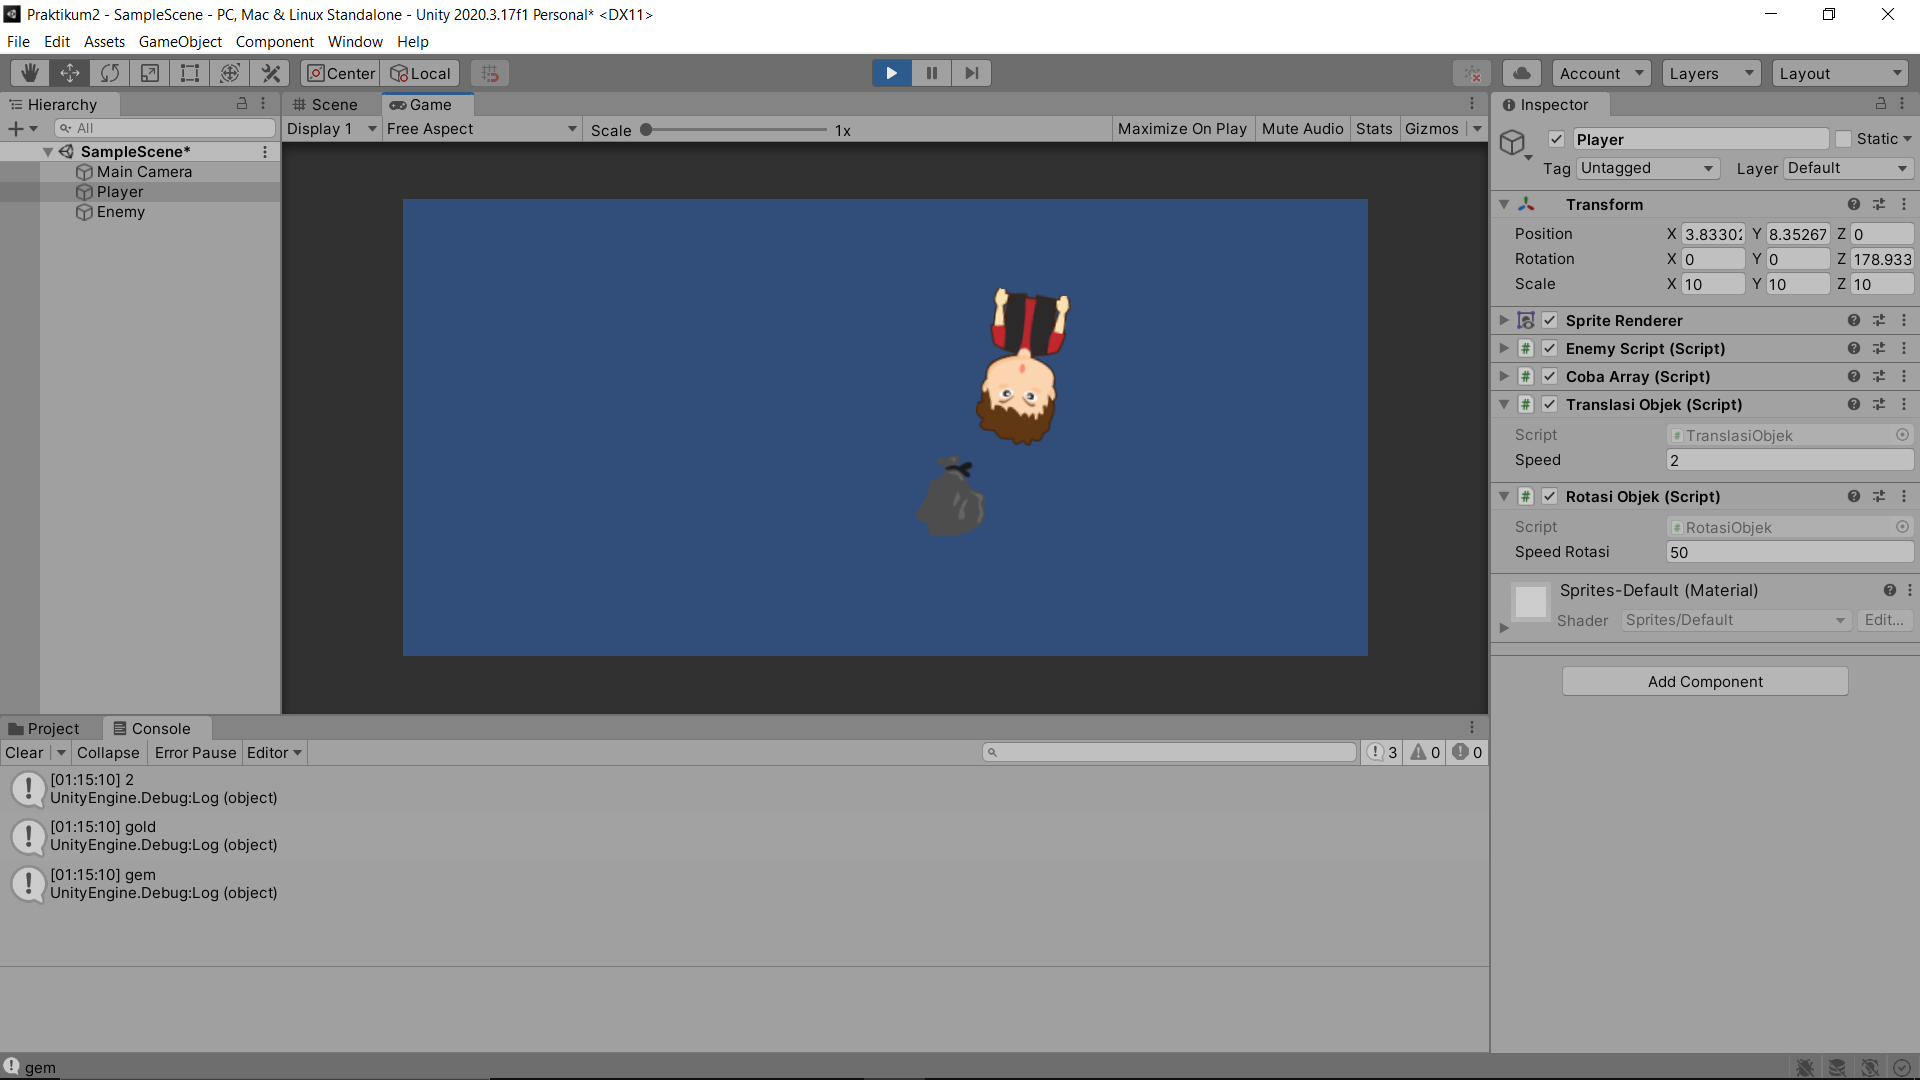 Praktikum2 - SampleScene - PC, Mac & Linux Standalone - Unity 2020.3.17f1 Personal* <DX11>
File Edit Assets GameObject Component Window Help
Center Local Account Layers Layout
Hierarchy
All
SampleScene*
Main Camera
Player
Enemy
Scene Game
Display 1 Free Aspect Scale 1x Maximize On Play Mute Audio Stats Gizmos
Inspector
Player Static
Tag Untagged Layer Default
Transform
Position X 3.8330 Y 8.35267 Z 0
Rotation X 0 Y 0 Z 178.933
Scale X 10 Y 10 Z 10
Sprite Renderer
# Enemy Script (Script)
# Coba Array (Script)
# Translasi Objek (Script)
Script # TranslasiObjek
Speed 2
# Rotasi Objek (Script)
Script # RotasiObjek
Speed Rotasi 50
Sprites-Default (Material)
Shader Sprites/Default Edit...
Add Component
Project Console
Clear Collapse Error Pause Editor 3 0 0
[01:15:10] 2
UnityEngine.Debug:Log (object)
[01:15:10] gold
UnityEngine.Debug:Log (object)
[01:15:10] gem
UnityEngine.Debug:Log (object)
gem